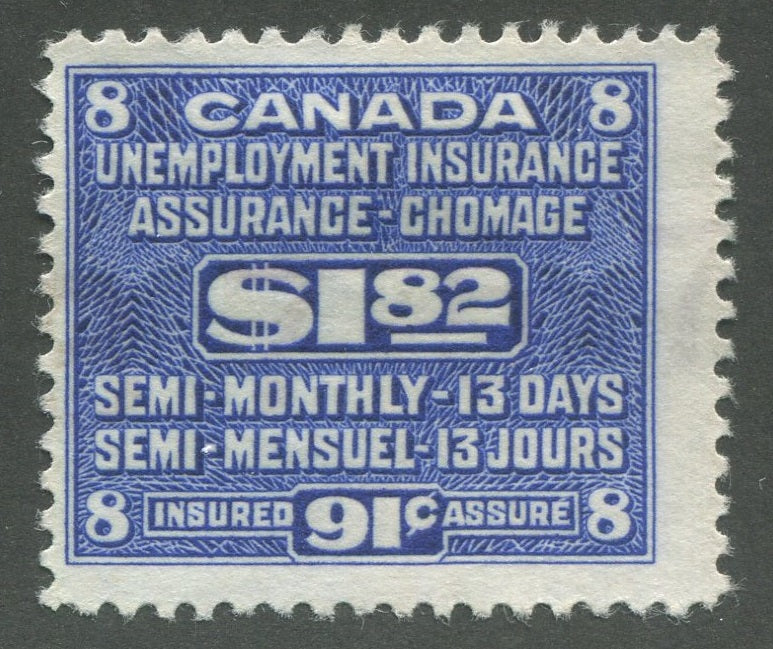 8 CANADA 8
UNEMPLOYMENT INSURANCE
ASSURANCE-CHOMAGE
$1.82
SEMI-MONTHLY-13 DAYS
SEMI-MENSUEL-13 JOURS
8 INSURED 91¢ ASSURE 8